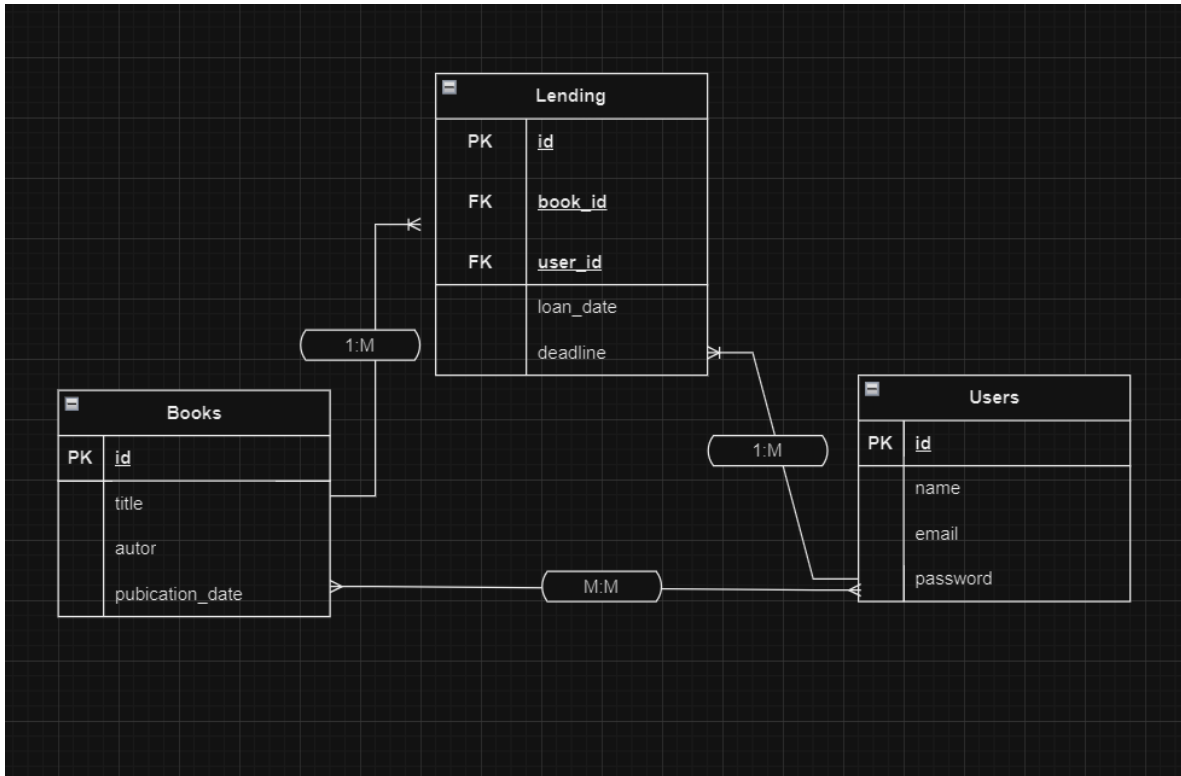 Lending
PK id
FK book_id
FK user_id
loan_date
deadline
1:M
Books
PK id
title
autor
pubication_date
1:M
Users
PK id
name
email
password
M:M